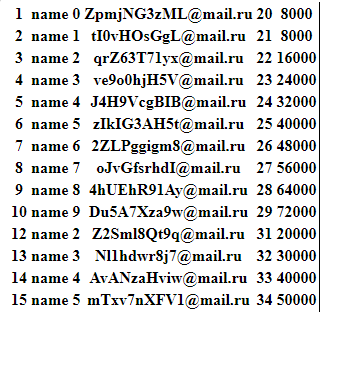 1 name 0 ZpmjNG3zML@mail.ru 20 8000
2 name 1 tI0vHOsGgL@mail.ru 21 8000
3 name 2 qrZ63T71yx@mail.ru 22 16000
4 name 3 ve9o0hjH5V@mail.ru 23 24000
5 name 4 J4H9VcgBIB@mail.ru 24 32000
6 name 5 zIkIG3AH5t@mail.ru 25 40000
7 name 6 2ZLPggigm8@mail.ru 26 48000
8 name 7 oJvGfsrhdI@mail.ru 27 56000
9 name 8 4hUEhR91Ay@mail.ru 28 64000
10 name 9 Du5A7Xza9w@mail.ru 29 72000
12 name 2 Z2Sml8Qt9q@mail.ru 31 20000
13 name 3 Nl1hdwr8j7@mail.ru 32 30000
14 name 4 AvANzaHviw@mail.ru 33 40000
15 name 5 mTxv7nXFV1@mail.ru 34 50000